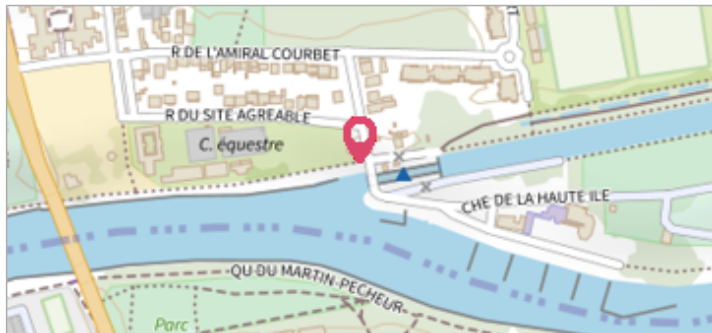 R DE L'AMIRAL COURBET
R DU SITE AGREABLE
C. équestre
CHE DE LA HAUTE ILE
QU DU MARTIN-PECHEUR
Parc